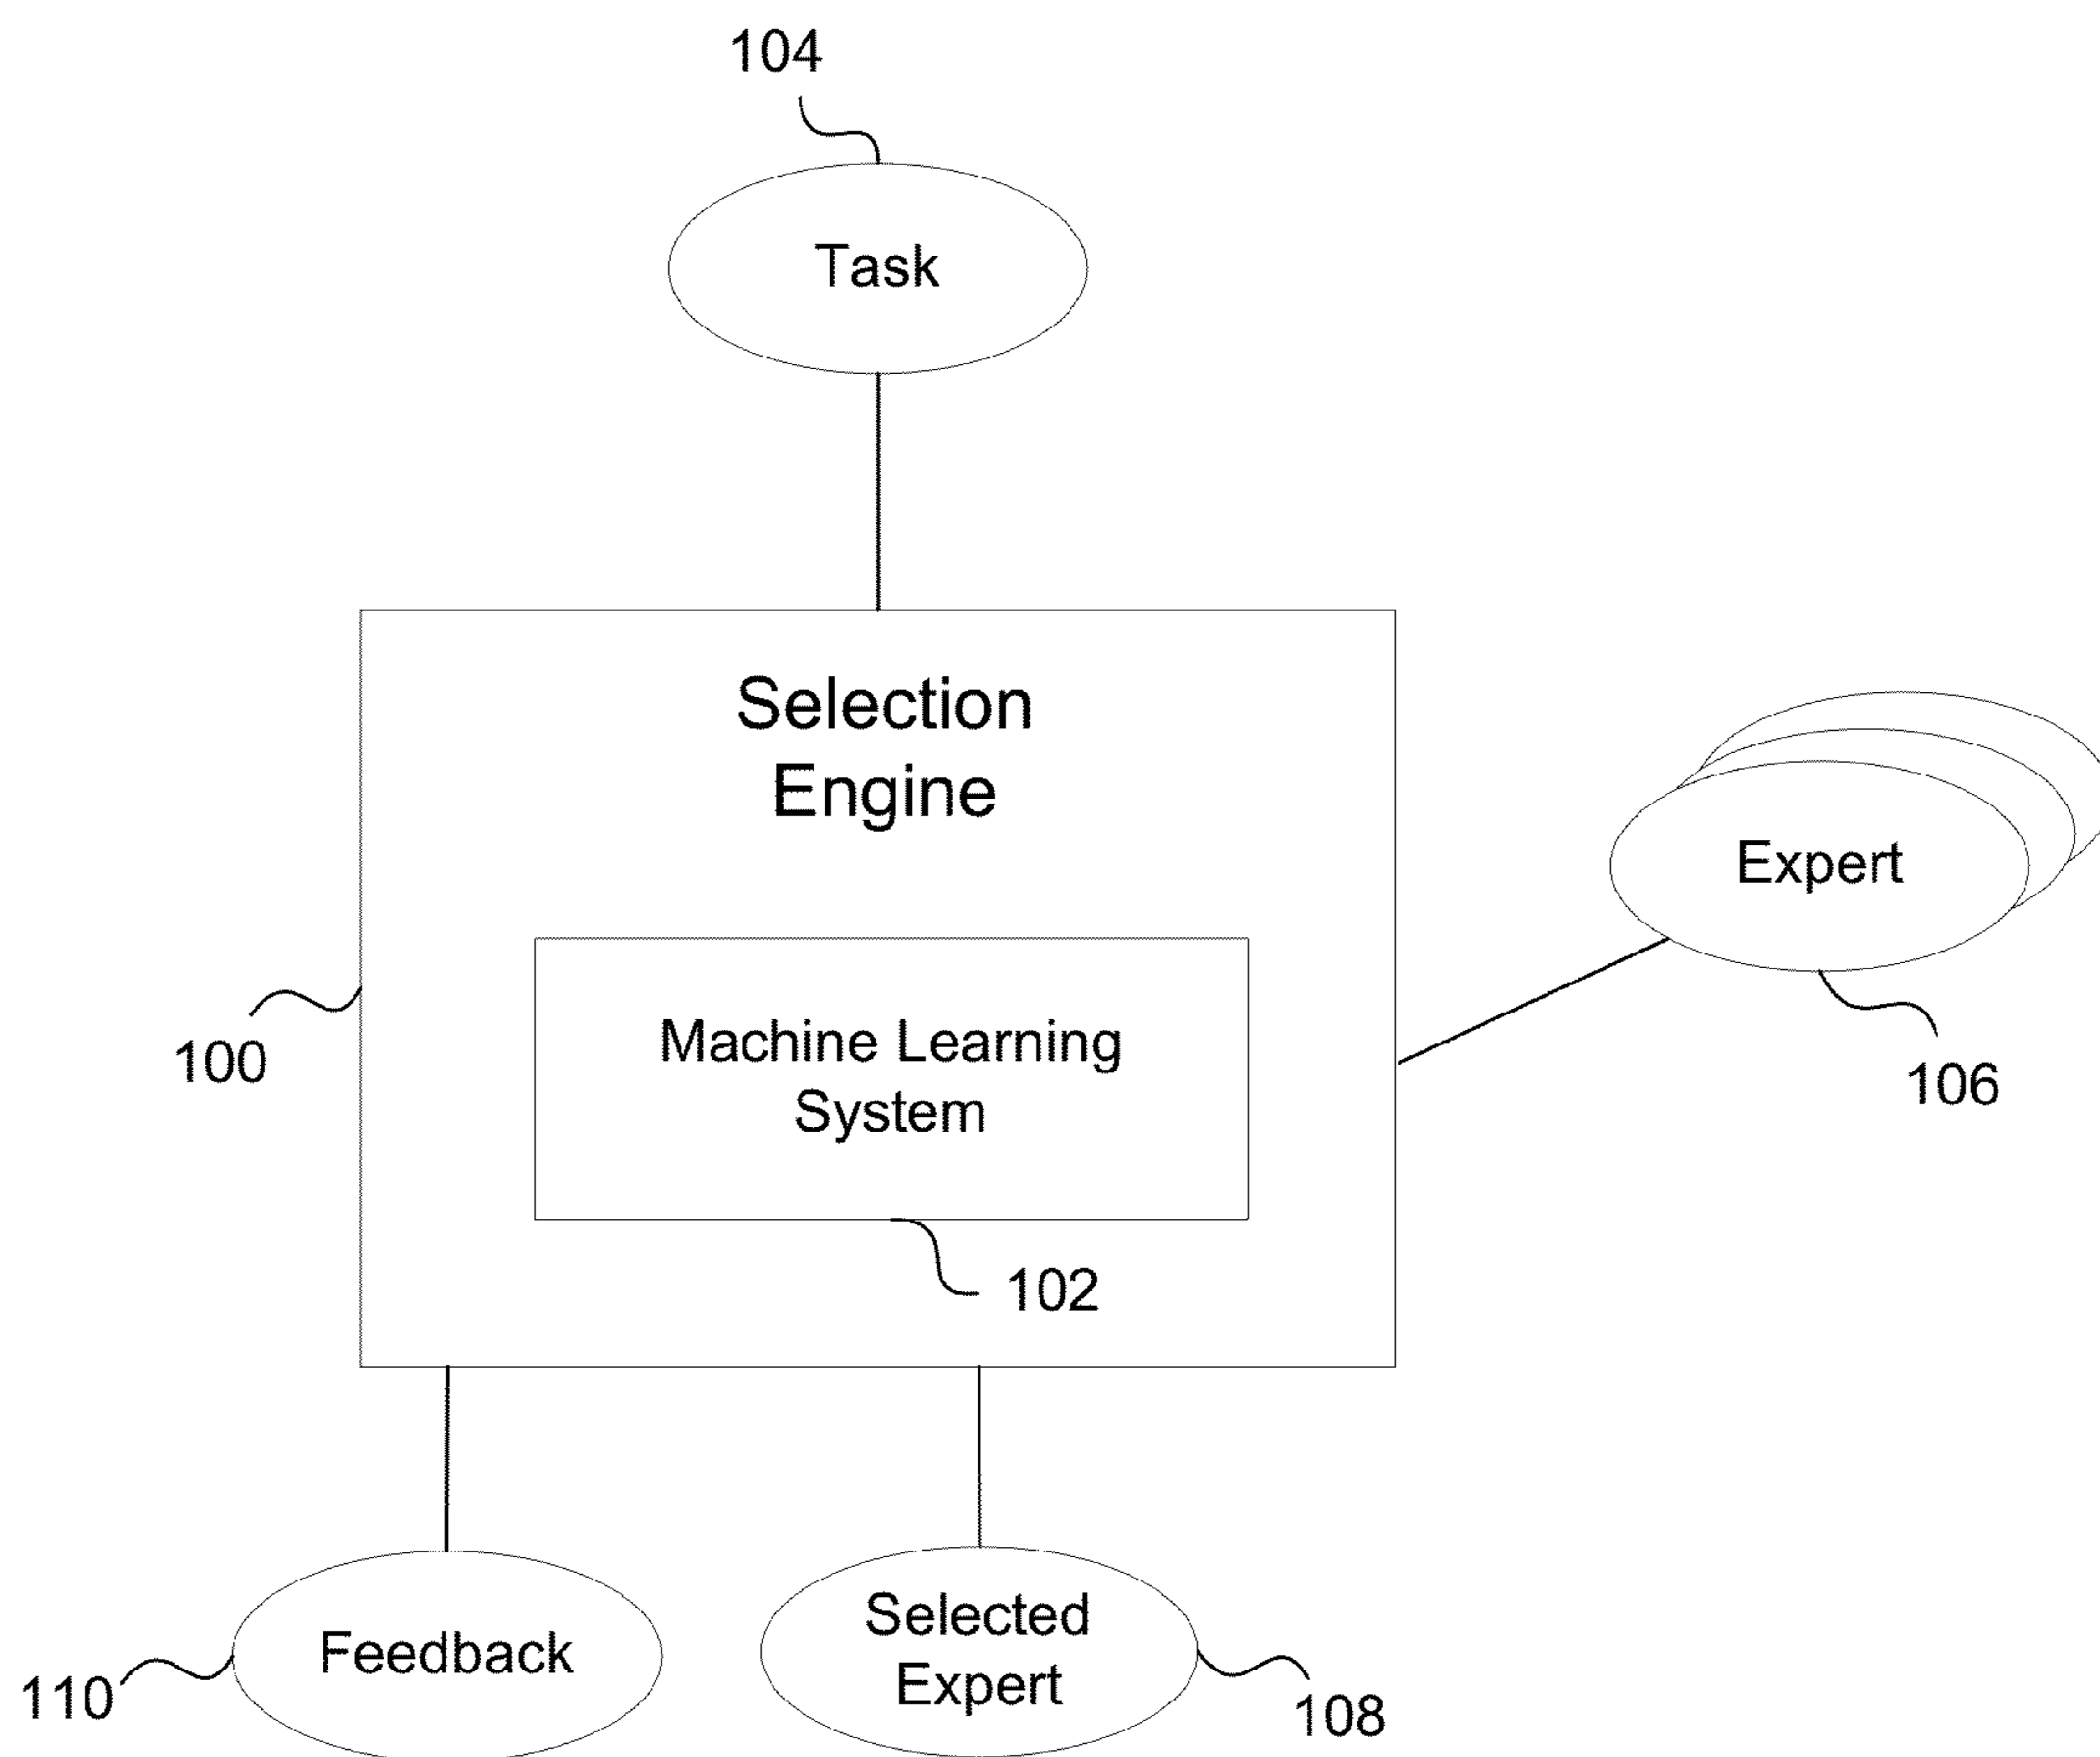 104
Task
Selection
Engine
Expert
Machine Learning
System
100
106
102
Feedback
Selected
Expert
110
108